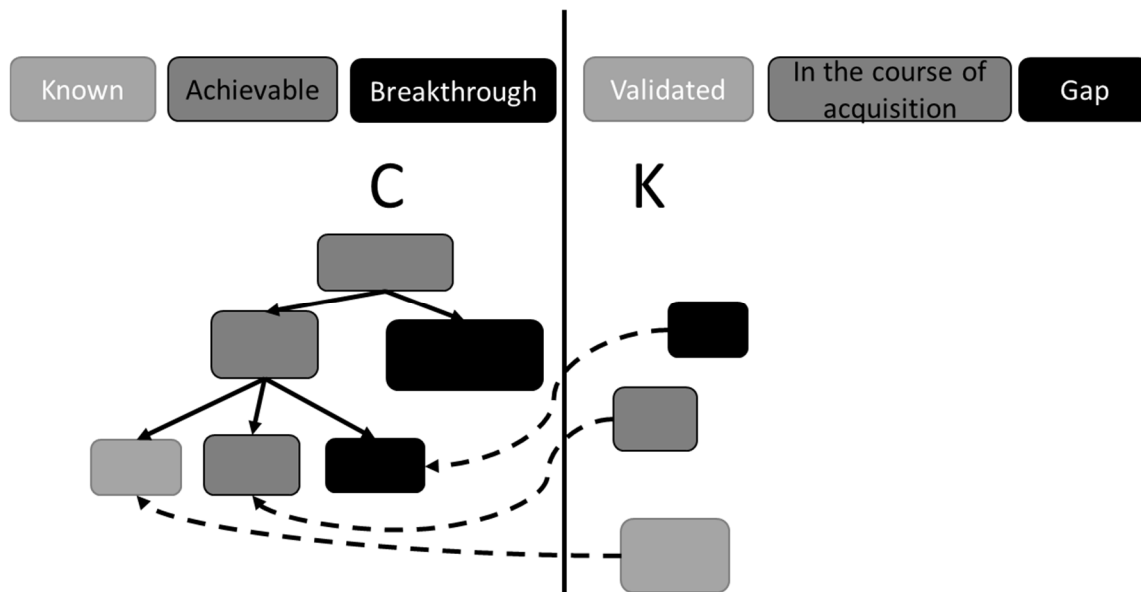 Known
Achievable
Breakthrough
Validated
In the course of
acquisition
Gap
C
K